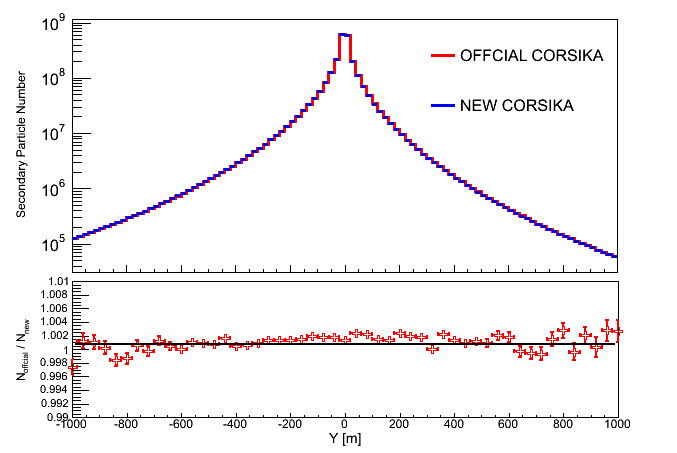 10^9
10^8
10^7
10^6
10^5
Secondary Particle Number
OFFCIAL CORSIKA
NEW CORSIKA
1.01
1.008
1.006
1.004
1.002
1
0.998
0.996
0.994
0.992
0.99
N_offcial / N_new
-1000 -800 -600 -400 -200 0 200 400 600 800 1000
Y [m]